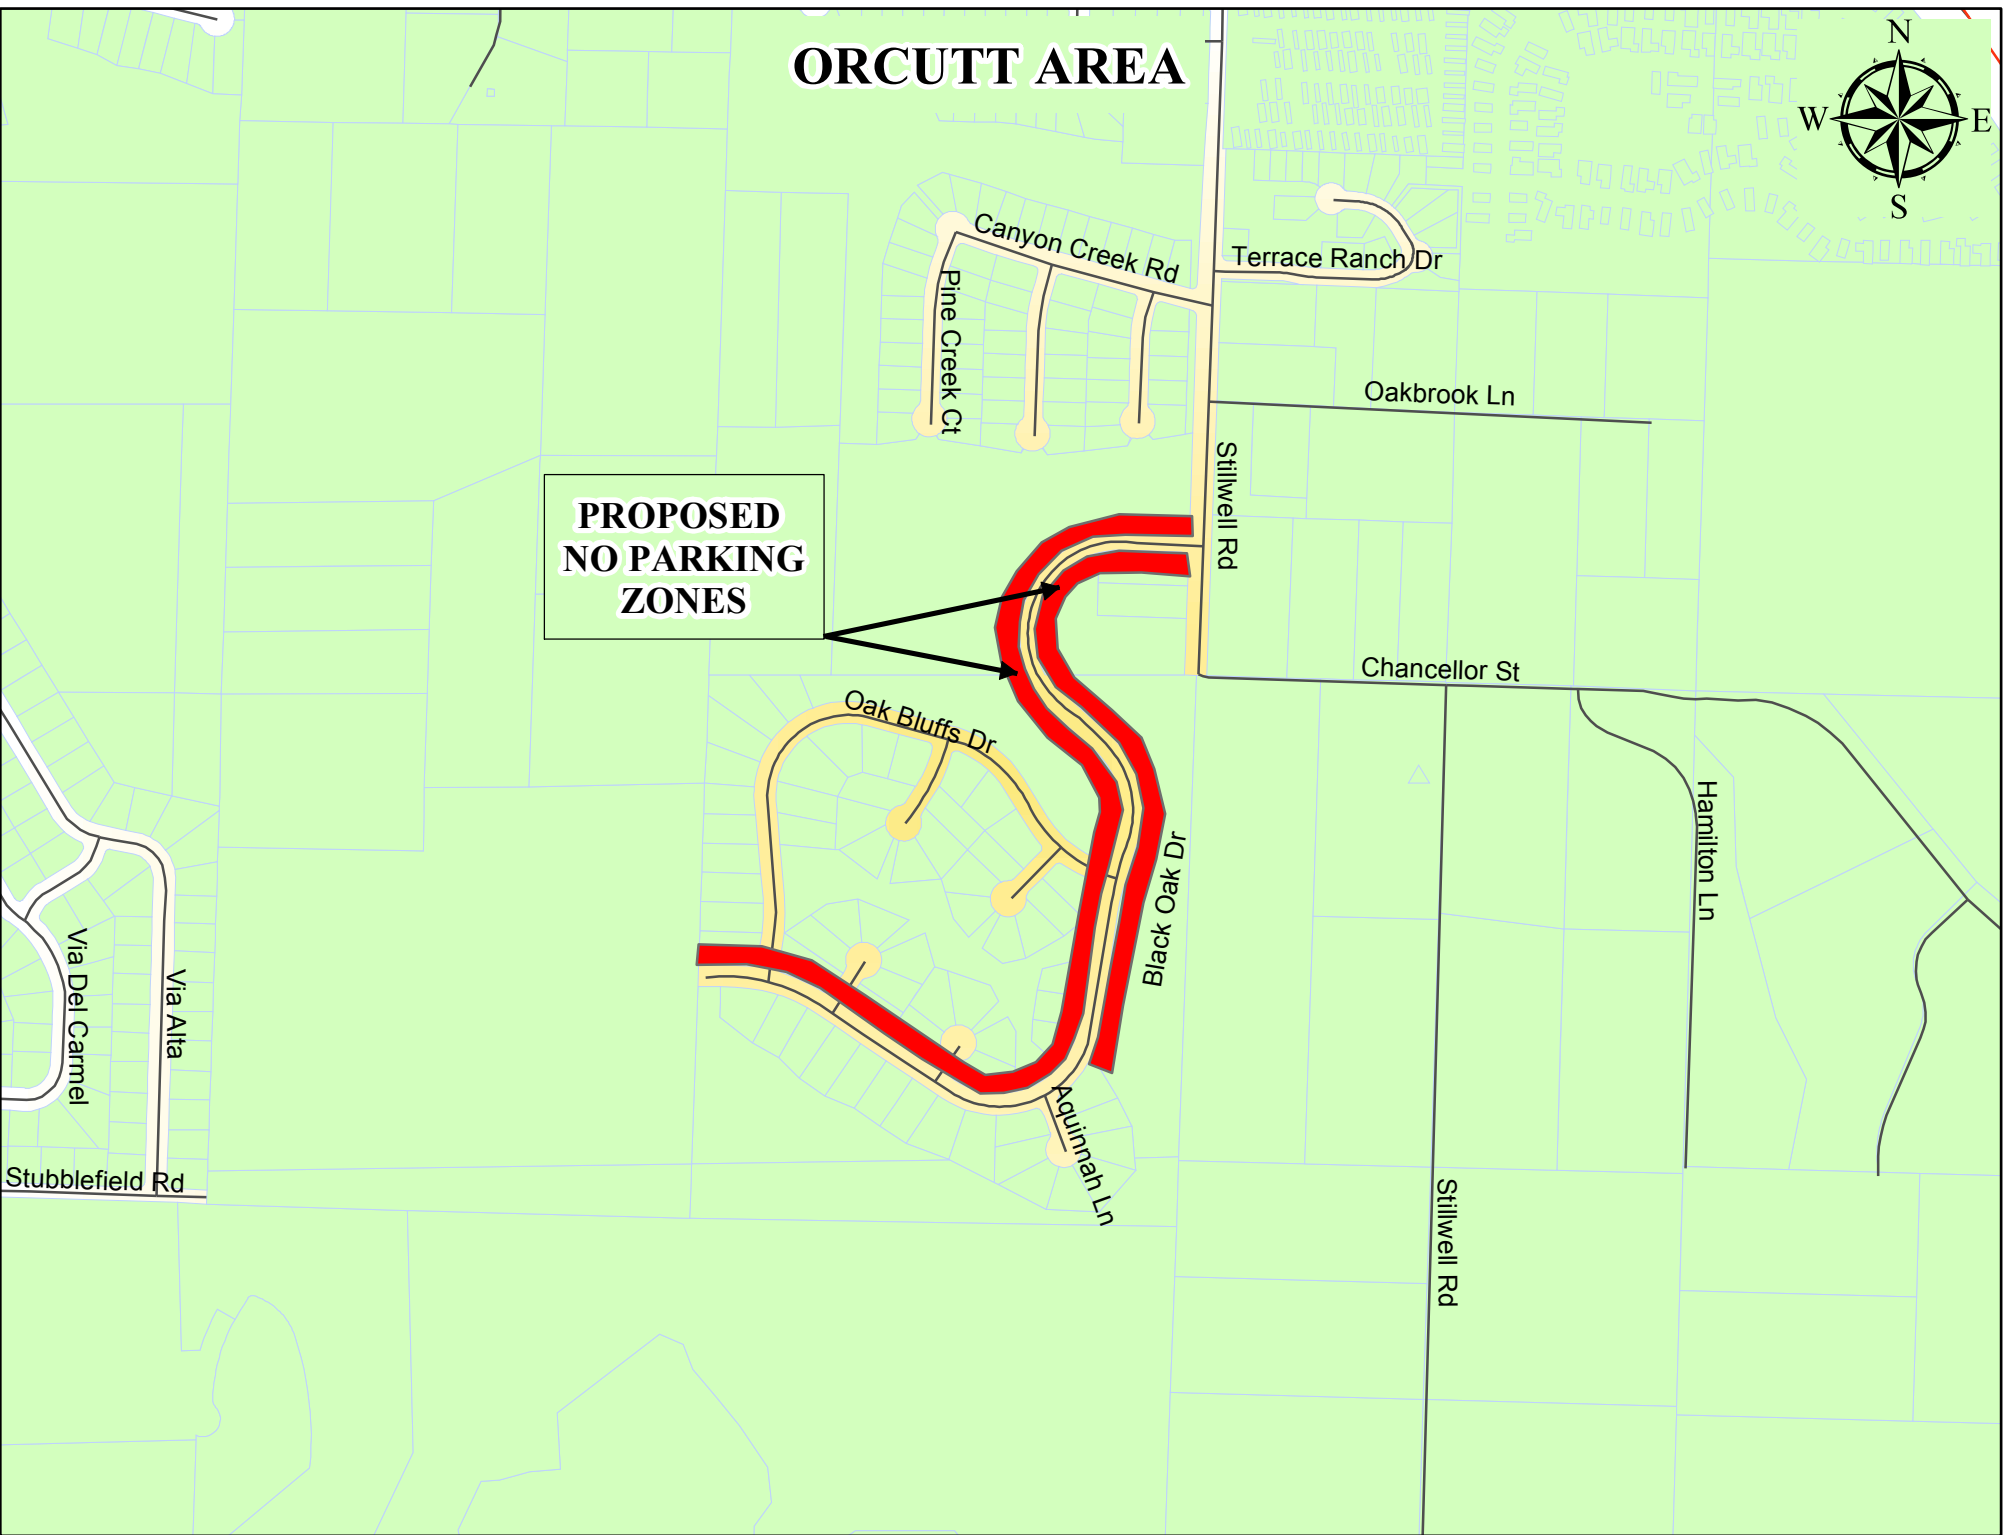 ORCUTT AREA
N
W
E
S
Canyon Creek Rd
Terrace Ranch Dr
Pine Creek Ct
Oakbrook Ln
Stillwell Rd
PROPOSED
NO PARKING
ZONES
Chancellor St
Oak Bluffs Dr
Hamilton Ln
Black Oak Dr
Via Del Carmel
Via Alta
Aquinnah Ln
Stubblefield Rd
Stillwell Rd